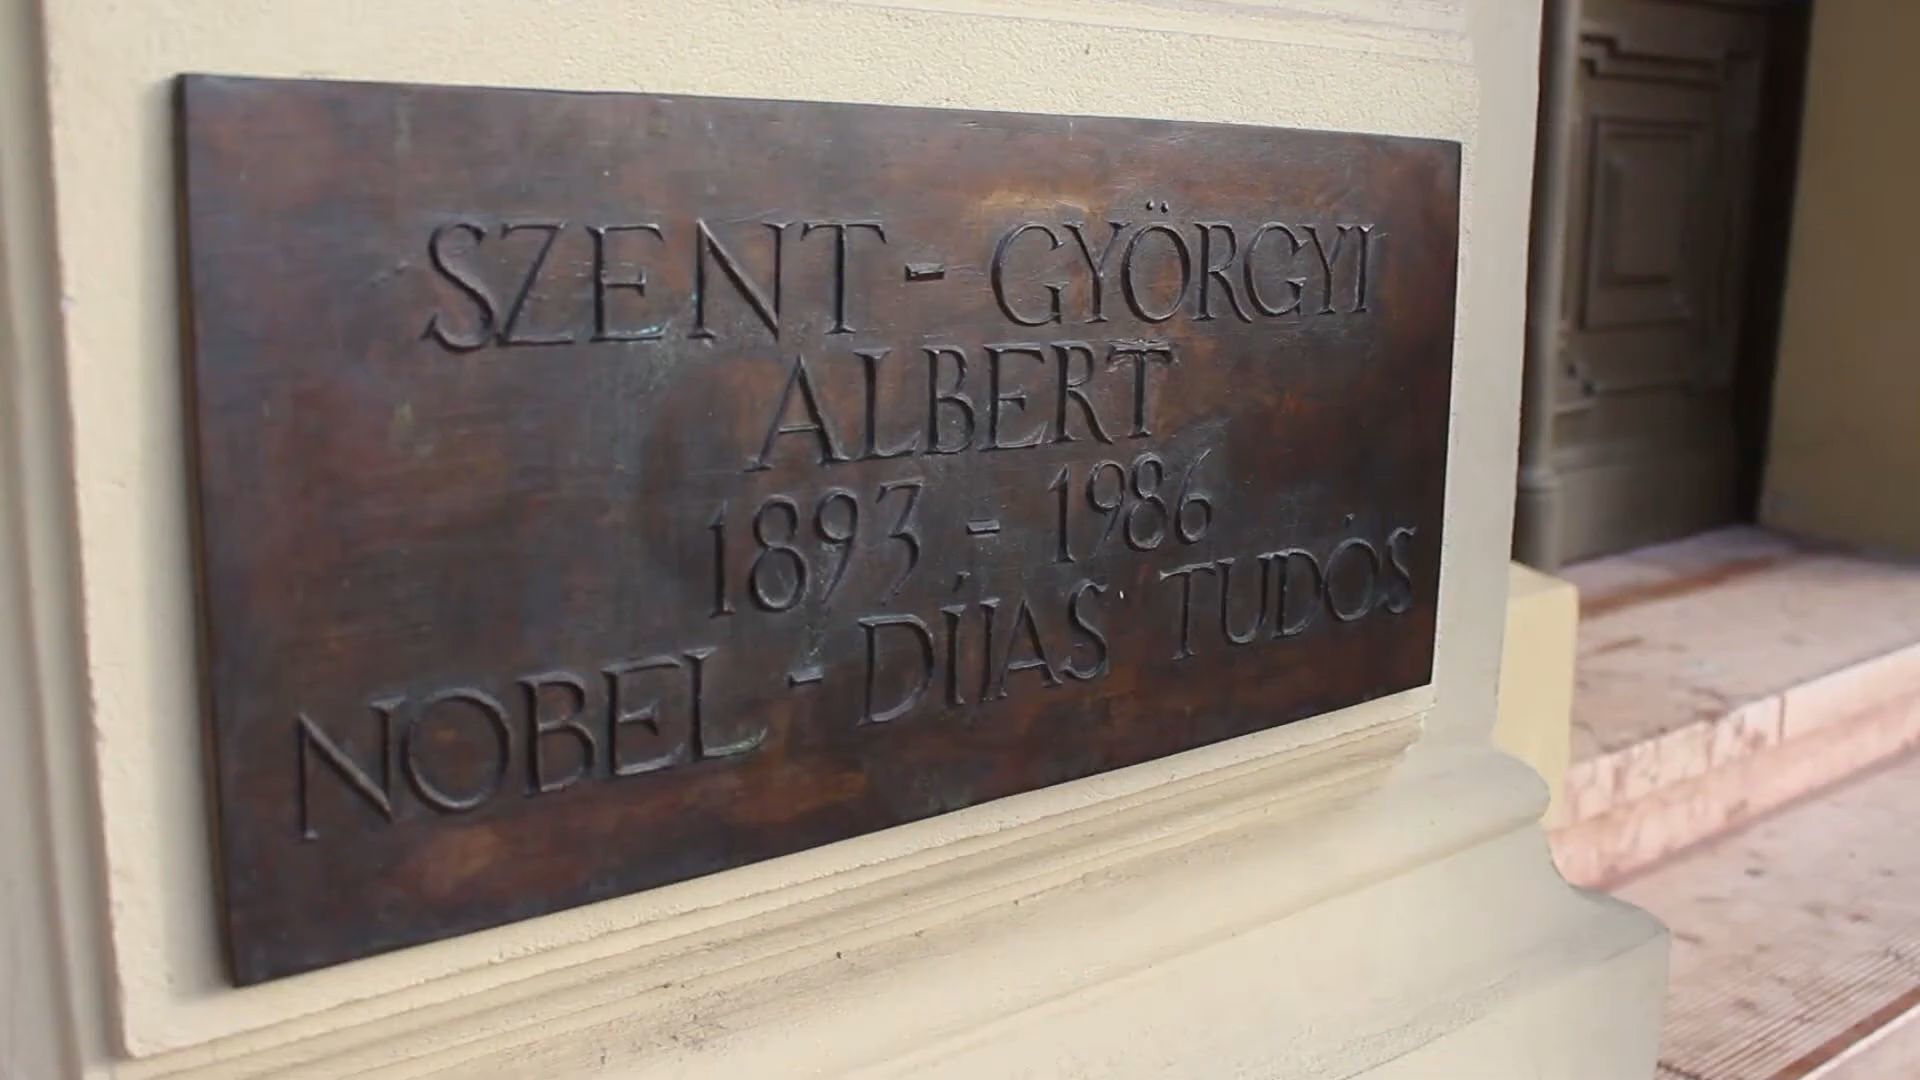 SZENT - GYÖRGYI
ALBERT
1893 - 1986
NOBEL - DÍJAS TUDÓS